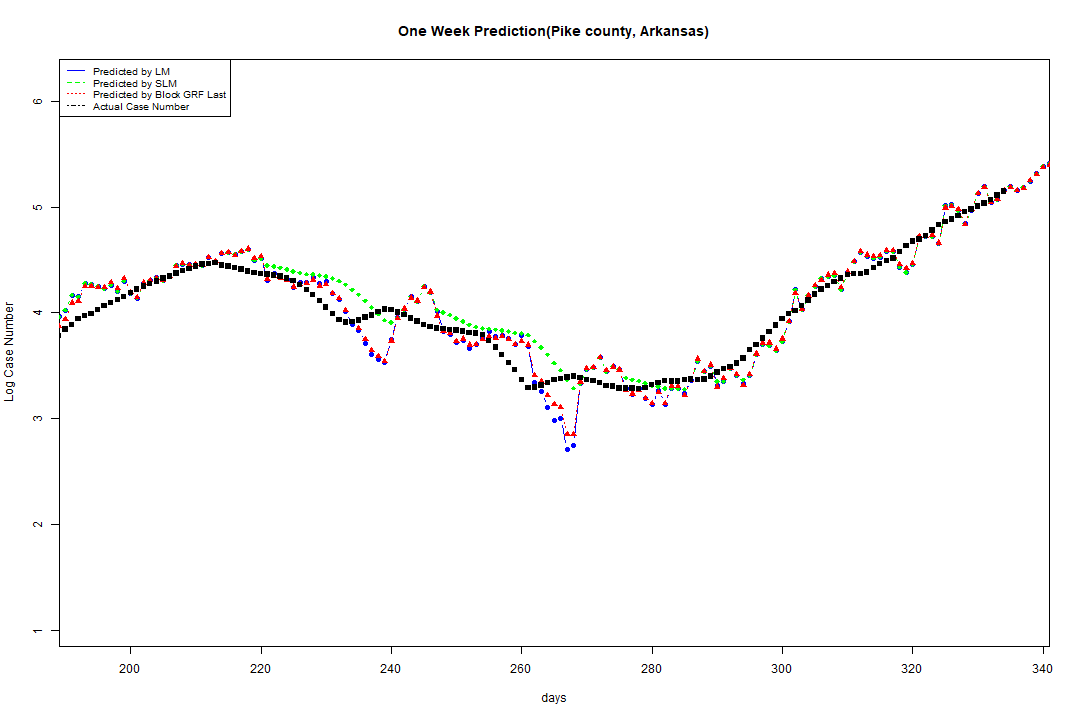 One Week Prediction(Pike county, Arkansas)
Predicted by LM
Predicted by SLM
Predicted by Block GRF Last
Actual Case Number
6
5
4
3
2
1
Log Case Number
200 220 240 260 280 300 320 340
days